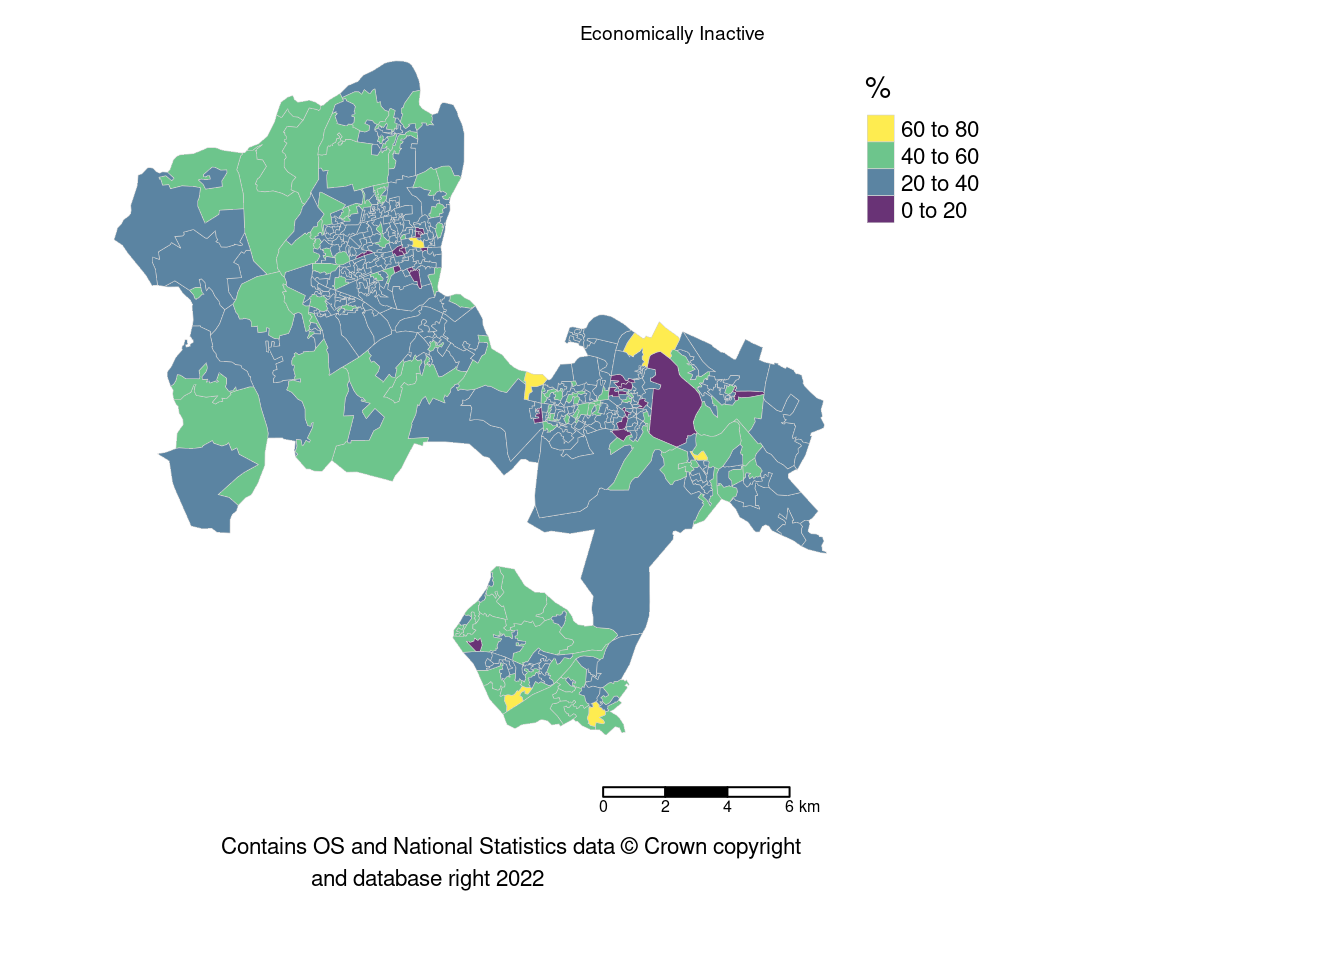 Economically Inactive
%
60 to 80
40 to 60
20 to 40
0 to 20
0 2 4 6 km
Contains OS and National Statistics data © Crown copyright
and database right 2022